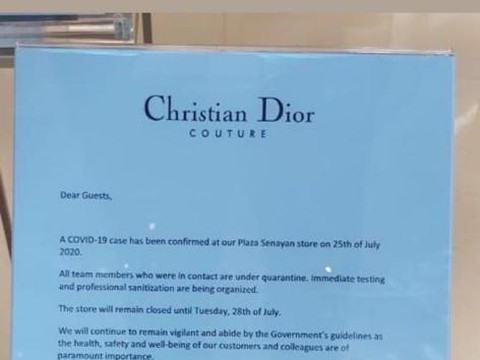 Christian Dior
COUTURE
Dear Guests,
A COVID-19 case has been confirmed at our Plaza Senayan store on 25th of July
2020.
All team members who were in contact are under quarantine. Immediate testing
and professional sanitization are being organized.
The store will remain closed until Tuesday, 28th of July.
We will continue to remain vigilant and abide by the Government's guidelines as
the health, safety and well-being of our customers and colleagues are of
paramount importance.